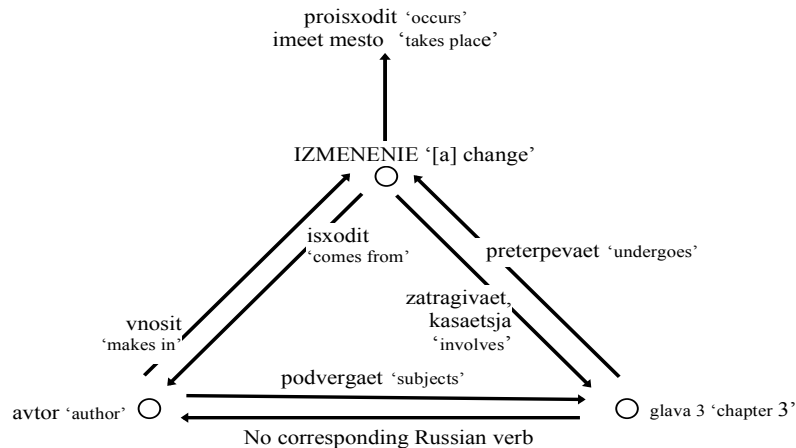 proisxodit ‘occurs’
imeet mesto ‘takes place’
IZMENENIE ‘[a] change’
isxodit
‘comes from’
preterpevaet ‘undergoes’
zatragivaet,
kasaetsja
‘involves’
vnosit
‘makes in’
podvergaet ‘subjects’
avtor ‘author’
glava 3 ‘chapter 3’
No corresponding Russian verb